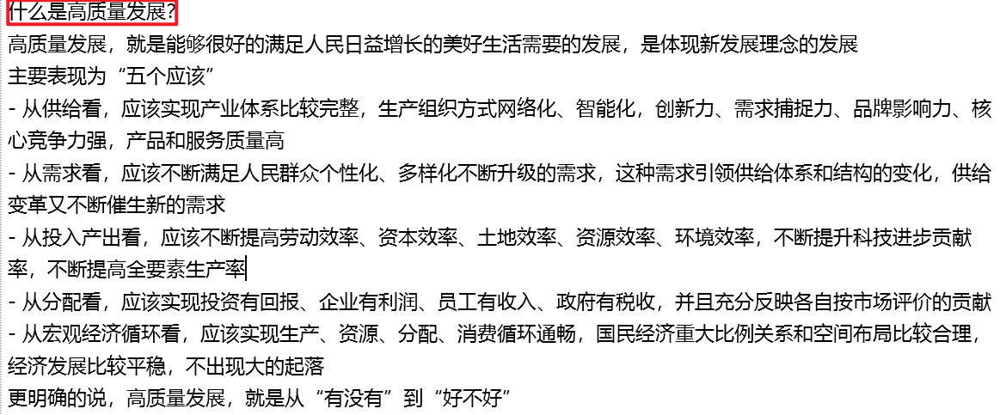 什么是高质量发展?
高质量发展，就是能够很好的满足人民日益增长的美好生活需要的发展，是体现新发展理念的发展
主要表现为“五个应该”
- 从供给看，应该实现产业体系比较完整，生产组织方式网络化、智能化，创新力、需求捕捉力、品牌影响力、核
心竞争力强，产品和服务质量高
- 从需求看，应该不断满足人民群众个性化、多样化不断升级的需求，这种需求引领供给体系和结构的变化，供给
变革又不断催生新的需求
- 从投入产出看，应该不断提高劳动效率、资本效率、土地效率、资源效率、环境效率，不断提升科技进步贡献
率，不断提高全要素生产率
- 从分配看，应该实现投资有回报、企业有利润、员工有收入、政府有税收，并且充分反映各自按市场评价的贡献
- 从宏观经济循环看，应该实现生产、资源、分配、消费循环通畅，国民经济重大比例关系和空间布局比较合理，
经济发展比较平稳，不出现大的起落
更明确的说，高质量发展，就是从“有没有”到“好不好”